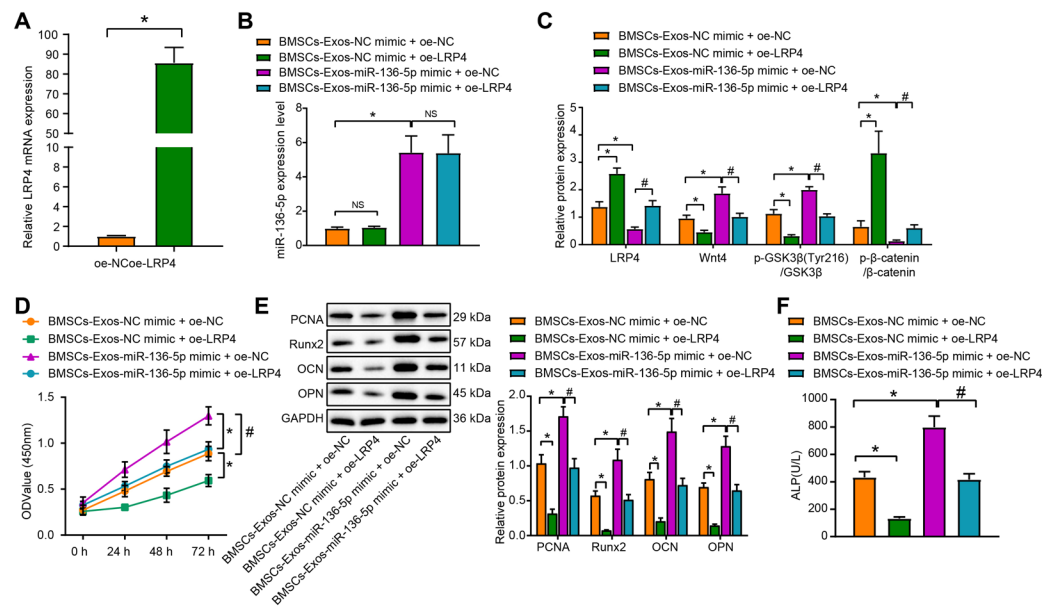 A
*
Relative LRP4 mRNA expression
100
90
80
70
60
50
2
1
0
oe-NCoe-LRP4
B
BMSCs-Exos-NC mimic + oe-NC
BMSCs-Exos-NC mimic + oe-LRP4
BMSCs-Exos-miR-136-5p mimic + oe-NC
BMSCs-Exos-miR-136-5p mimic + oe-LRP4
miR-136-5p expression level
10
8
6
4
2
0
NS
*
NS
C
BMSCs-Exos-NC mimic + oe-NC
BMSCs-Exos-NC mimic + oe-LRP4
BMSCs-Exos-miR-136-5p mimic + oe-NC
BMSCs-Exos-miR-136-5p mimic + oe-LRP4
Relative protein expression
5
4
3
2
1
0
* * #
* * #
* * #
* * #
LRP4
Wnt4
p-GSK3β(Tyr216)
/GSK3β
p-β-catenin
/β-catenin
D
BMSCs-Exos-NC mimic + oe-NC
BMSCs-Exos-NC mimic + oe-LRP4
BMSCs-Exos-miR-136-5p mimic + oe-NC
BMSCs-Exos-miR-136-5p mimic + oe-LRP4
ODValue (450nm)
1.5
1.0
0.5
0.0
0 h
24 h
48 h
72 h
* #
*
E
PCNA
29 kDa
Runx2
57 kDa
OCN
11 kDa
OPN
45 kDa
GAPDH
36 kDa
BMSCs-Exos-NC mimic + oe-NC
BMSCs-Exos-NC mimic + oe-LRP4
BMSCs-Exos-miR-136-5p mimic + oe-NC
BMSCs-Exos-miR-136-5p mimic + oe-LRP4
BMSCs-Exos-NC mimic + oe-NC
BMSCs-Exos-NC mimic + oe-LRP4
BMSCs-Exos-miR-136-5p mimic + oe-NC
BMSCs-Exos-miR-136-5p mimic + oe-LRP4
Relative protein expression
2.0
1.5
1.0
0.5
0.0
* * #
* * #
* * #
* * #
PCNA
Runx2
OCN
OPN
F
BMSCs-Exos-NC mimic + oe-NC
BMSCs-Exos-NC mimic + oe-LRP4
BMSCs-Exos-miR-136-5p mimic + oe-NC
BMSCs-Exos-miR-136-5p mimic + oe-LRP4
ALP(U/L)
1000
800
600
400
200
0
* * #